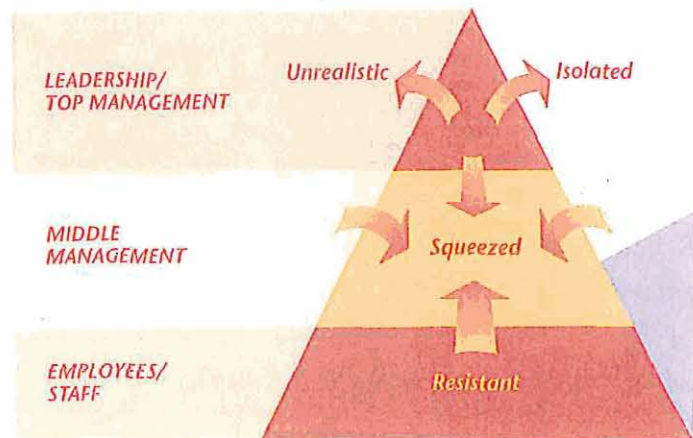 Unrealistic
Isolated
LEADERSHIP/
TOP MANAGEMENT
MIDDLE
MANAGEMENT
Squeezed
EMPLOYEES/
STAFF
Resistant